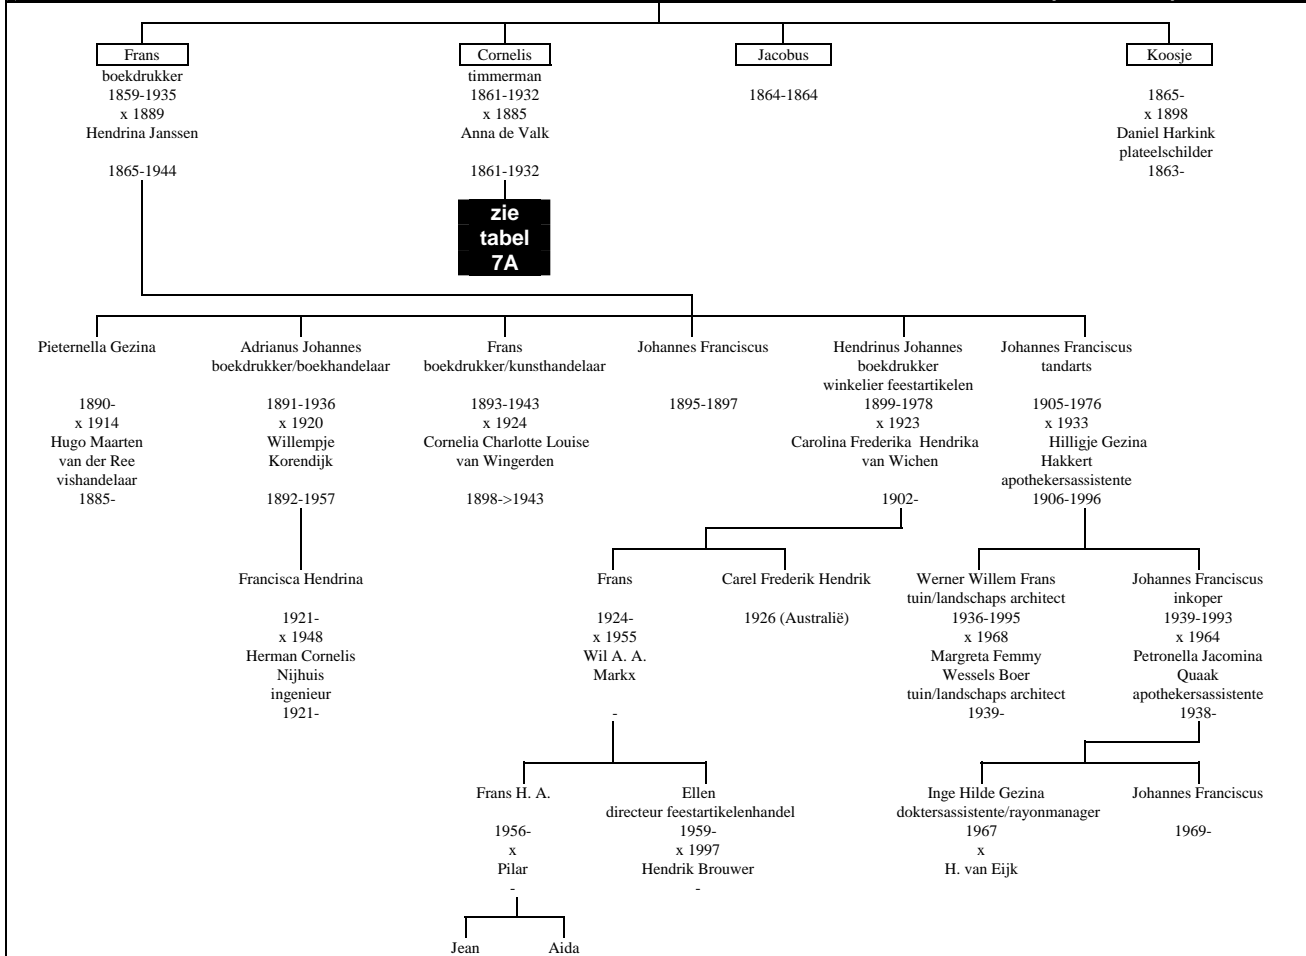 Frans
boekdrukker
1859-1935
x 1889
Hendrina Janssen
1865-1944
Cornelis
timmerman
1861-1932
x 1885
Anna de Valk
1861-1932
zie
tabel
7A
Jacobus
1864-1864
Koosje
1865-
x 1898
Daniel Harkink
plateelschilder
1863-
Pieternella Gezina
1890-
x 1914
Hugo Maarten
van der Ree
vishandelaar
1885-
Adrianus Johannes
boekdrukker/boekhandelaar
1891-1936
x 1920
Willempje
Korendijk
1892-1957
Frans
boekdrukker/kunsthandelaar
1893-1943
x 1924
Cornelia Charlotte Louise
van Wingerden
1898->1943
Johannes Franciscus
1895-1897
Hendrinus Johannes
boekdrukker
winkelier feestartikelen
1899-1978
x 1923
Carolina Frederika Hendrika
van Wichen
1902-
Johannes Franciscus
tandarts
1905-1976
x 1933
Hilligje Gezina
Hakkert
apothekersassistente
1906-1996
Francisca Hendrina
1921-
x 1948
Herman Cornelis
Nijhuis
ingenieur
1921-
Frans
1924-
x 1955
Wil A. A.
Markx
-
Carel Frederik Hendrik
1926 (Australië)
Werner Willem Frans
tuin/landschaps architect
1936-1995
x 1968
Margreta Femmy
Wessels Boer
tuin/landschaps architect
1939-
Johannes Franciscus
inkoper
1939-1993
x 1964
Petronella Jacomina
Quaak
apothekersassistente
1938-
Frans H. A.
1956-
x
Pilar
-
Ellen
directeur feestartikelenhandel
1959-
x 1997
Hendrik Brouwer
-
Inge Hilde Gezina
doktersassistente/rayonmanager
1967
x
H. van Eijk
Johannes Franciscus
1969-
Jean
Aida